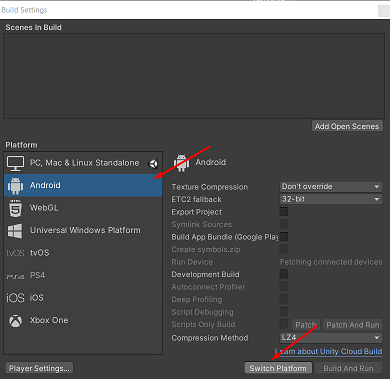 Build Settings
Scenes In Build
Add Open Scenes
Platform
PC, Mac & Linux Standalone
Android
HTML
WebGL
Universal Windows Platform
tvOS tvOS
PS4 PS4
iOS iOS
Xbox One
Android
Texture Compression Don't override
ETC2 fallback 32-bit
Export Project
Symlink Sources
Build App Bundle (Google Play
Create symbols.zip
Run Device Fetching connected devices
Development Build
Autoconnect Profiler
Deep Profiling
Script Debugging
Scripts Only Build Patch Patch And Run
Compression Method LZ4
Learn about Unity Cloud Build
Player Settings... Switch Platform Build And Run